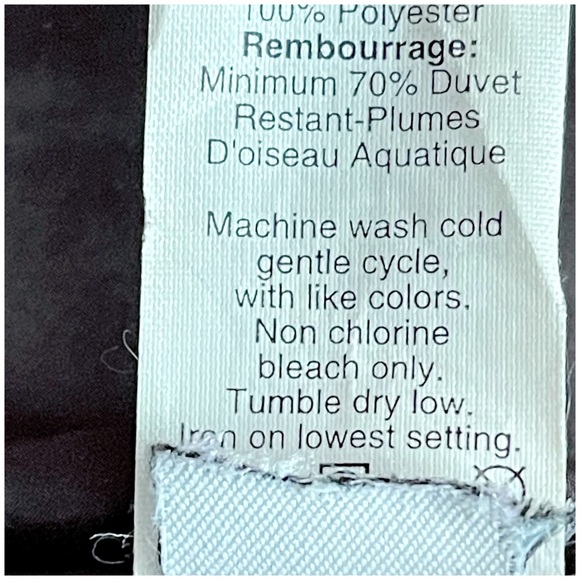 100% Polyester
Rembourrage:
Minimum 70% Duvet
Restant-Plumes
D'oiseau Aquatique
Machine wash cold
gentle cycle,
with like colors.
Non chlorine
bleach only.
Tumble dry low.
Iron on lowest setting.